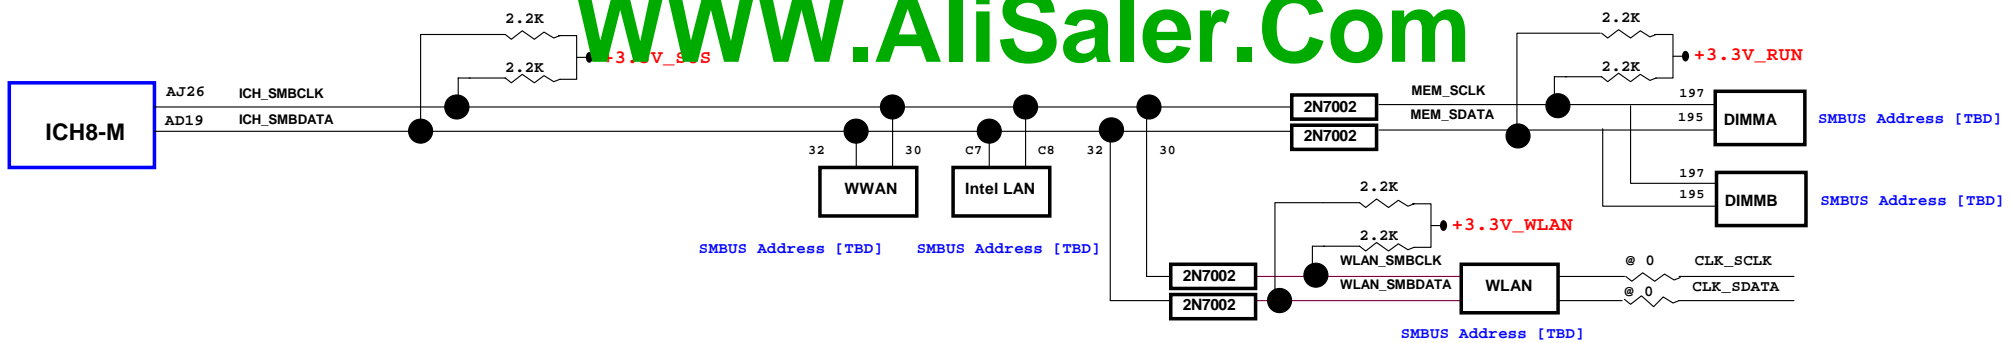 WWW.AliSaler.Com
2.2K
2.2K
+3.3V_SUS
2.2K
2.2K
+3.3V_RUN
ICH8-M
AJ26
ICH_SMBCLK
AD19
ICH_SMBDATA
2N7002
2N7002
MEM_SCLK
MEM_SDATA
197
195
DIMMA
SMBUS Address [TBD]
32
30
C7
C8
32
30
WWAN
Intel LAN
SMBUS Address [TBD]
SMBUS Address [TBD]
197
195
DIMMB
SMBUS Address [TBD]
2.2K
2.2K
+3.3V_WLAN
2N7002
2N7002
WLAN_SMBCLK
WLAN_SMBDATA
WLAN
@ 0
CLK_SCLK
@ 0
CLK_SDATA
SMBUS Address [TBD]